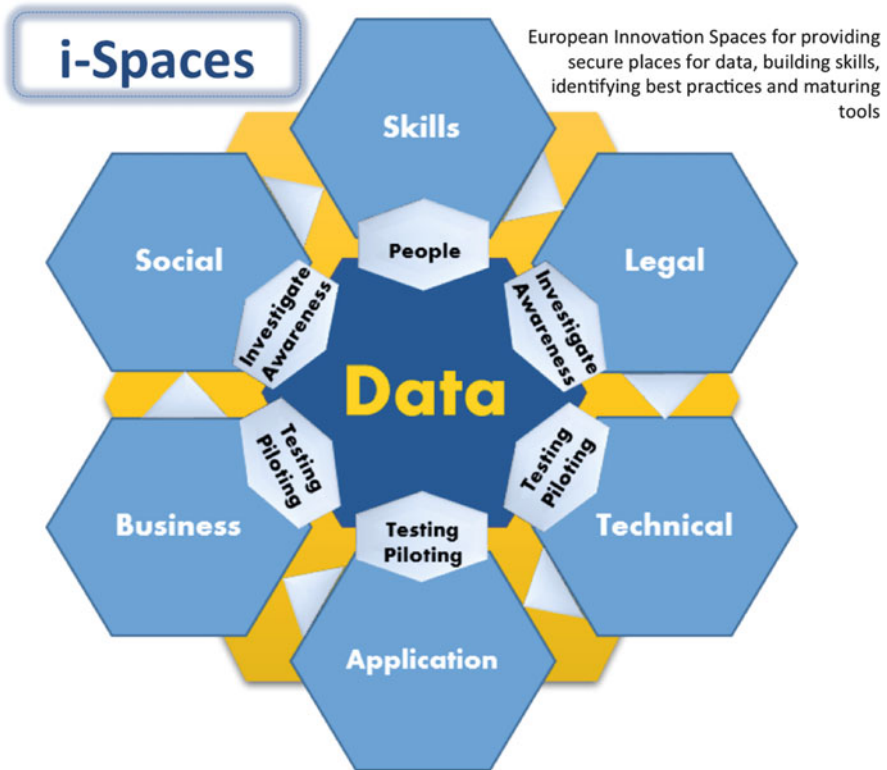 i-Spaces
European Innovation Spaces for providing
secure places for data, building skills,
identifying best practices and maturing
tools
Skills
Social
People
Legal
Investigate
Awareness
Investigate
Awareness
Data
Testing
Piloting
Testing
Piloting
Business
Testing
Piloting
Technical
Application